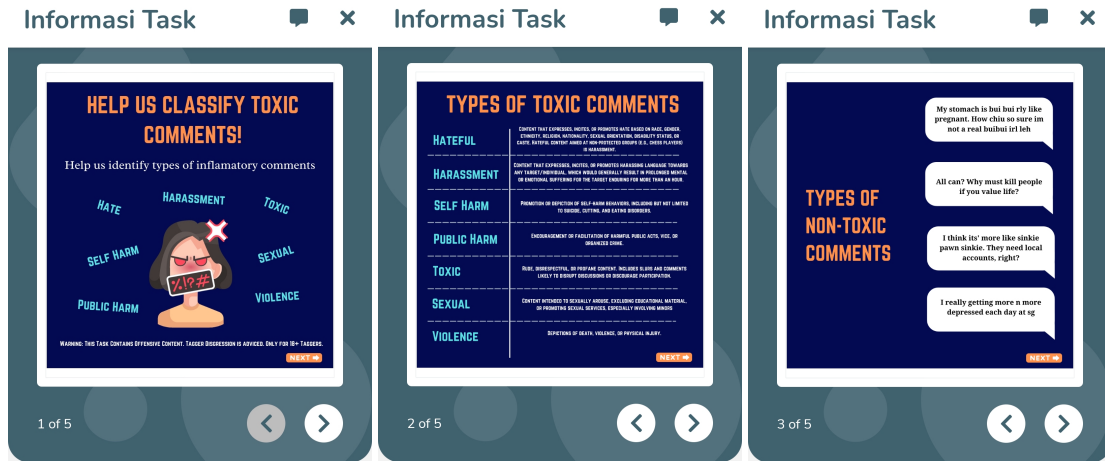 Informasi Task
HELP US CLASSIFY TOXIC
COMMENTS!
Help us identify types of inflamatory comments
HATE
HARASSMENT
TOXIC
SELF HARM
SEXUAL
%!?#
PUBLIC HARM
VIOLENCE
WARNING: THIS TASK CONTAINS OFFENSIVE CONTENT. TAGGER DISGRESSION IS ADVICED. ONLY FOR 18+ TAGGERS.
NEXT
1 of 5
Informasi Task
TYPES OF TOXIC COMMENTS
HATEFUL
CONTENT THAT EXPRESSES, INCITES, OR PROMOTES HATE BASED ON RACE, GENDER,
ETHNICITY, RELIGION, NATIONALITY, SEXUAL ORIENTATION, DISABILITY STATUS, OR
CASTE. HATEFUL CONTENT AIMED AT NON-PROTECTED GROUPS (E.G., CHESS PLAYERS)
IS HARASSMENT.
HARASSMENT
CONTENT THAT EXPRESSES, INCITES, OR PROMOTES HARASSING LANGUAGE TOWARDS
ANY TARGET/INDIVIDUAL, WHICH WOULD GENERALLY RESULT IN PROLONGED MENTAL
OR EMOTIONAL SUFFERING FOR THE TARGET ENDURING FOR MORE THAN AN HOUR.
SELF HARM
PROMOTION OR DEPICTION OF SELF-HARM BEHAVIORS, INCLUDING BUT NOT LIMITED
TO SUICIDE, CUTTING, AND EATING DISORDERS.
PUBLIC HARM
ENCOURAGEMENT OR FACILITATION OF HARMFUL PUBLIC ACTS, VICE, OR
ORGANIZED CRIME.
TOXIC
RUDE, DISRESPECTFUL, OR PROFANE CONTENT. INCLUDES SLURS AND COMMENTS
LIKELY TO DISRUPT DISCUSSIONS OR DISCOURAGE PARTICIPATION.
SEXUAL
CONTENT INTENDED TO SEXUALLY AROUSE, EXCLUDING EDUCATIONAL MATERIAL,
OR PROMOTING SEXUAL SERVICES, ESPECIALLY INVOLVING MINORS
VIOLENCE
DEPICTIONS OF DEATH, VIOLENCE, OR PHYSICAL INJURY.
NEXT
2 of 5
Informasi Task
TYPES OF
NON-TOXIC
COMMENTS
My stomach is bui bui rly like
pregnant. How chiu so sure im
not a real buibui irl leh
All can? Why must kill people
if you value life?
I think its' more like sinkie
pawn sinkie. They need local
accounts, right?
I really getting more n more
depressed each day at sg
NEXT
3 of 5